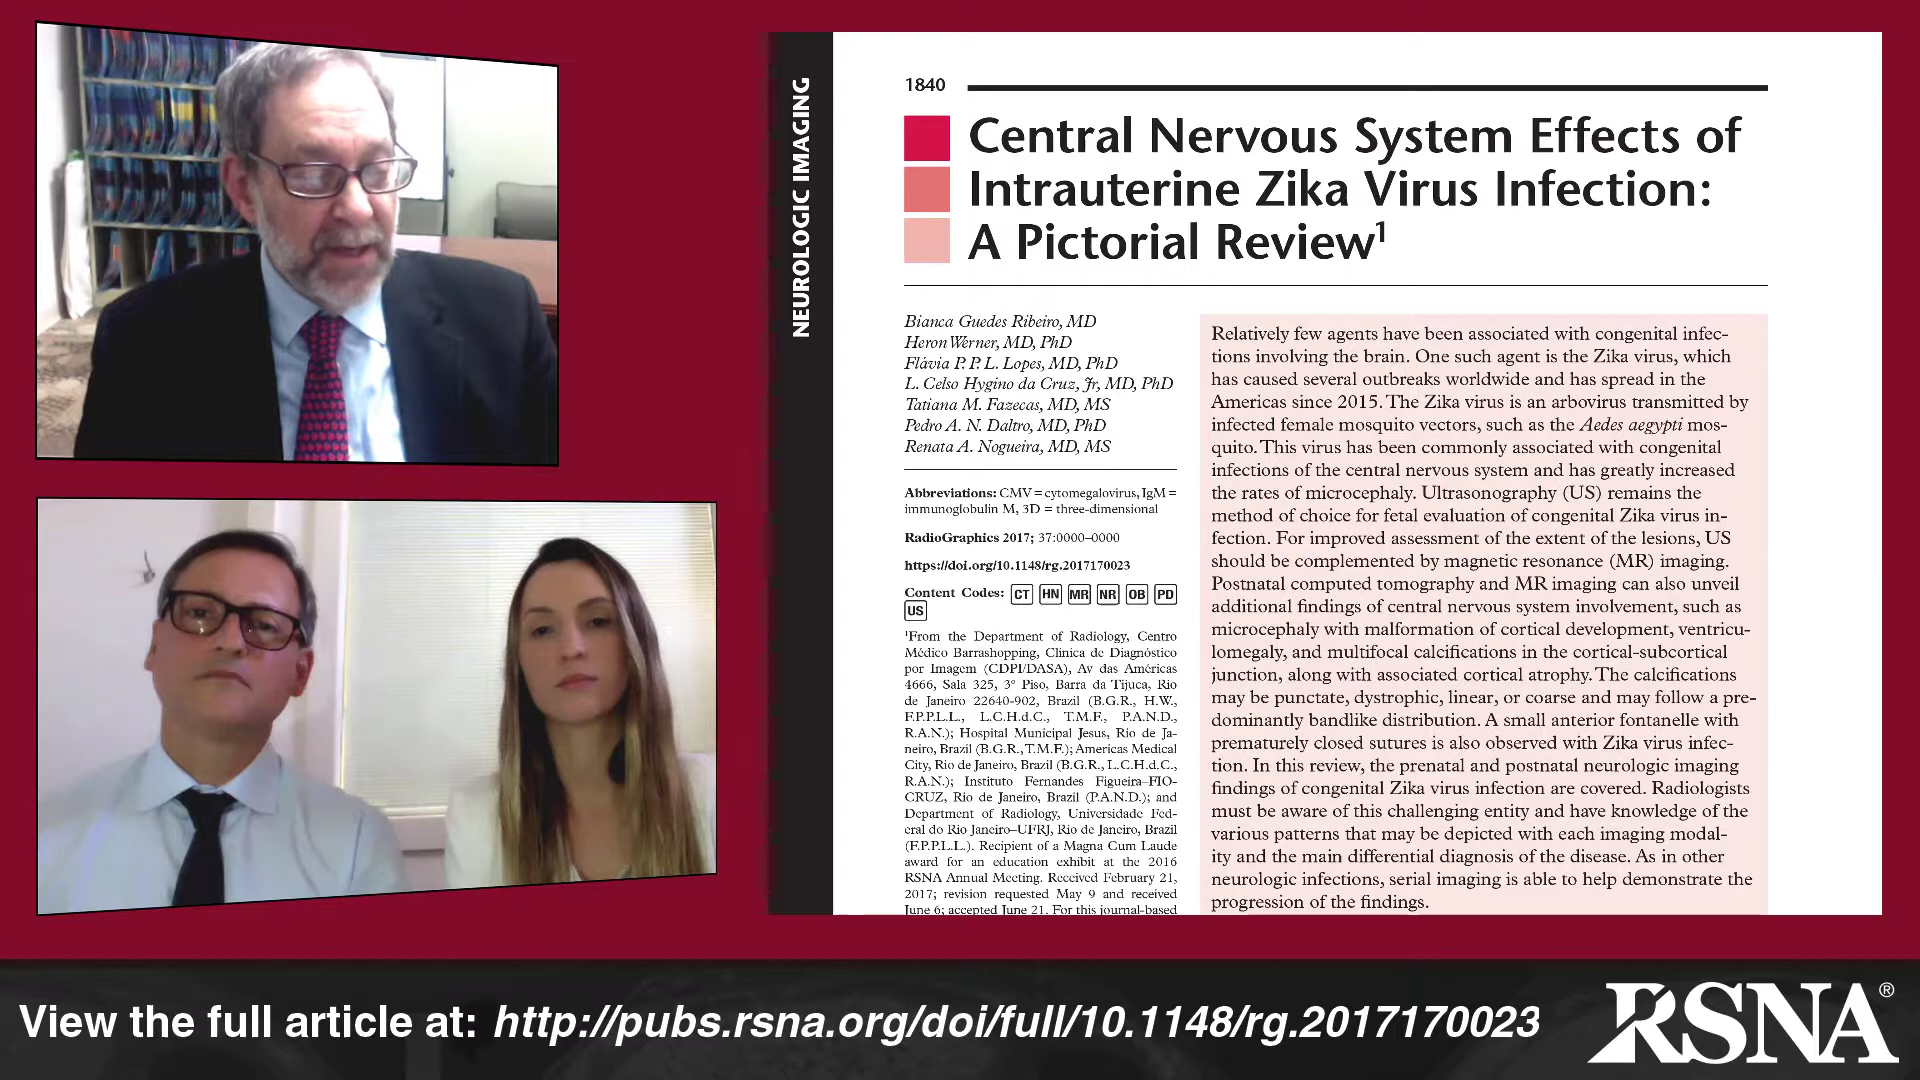 NEUROLOGIC IMAGING
1840
Central Nervous System Effects of
Intrauterine Zika Virus Infection:
A Pictorial Review¹
Bianca Guedes Ribeiro, MD
Heron Werner, MD, PhD
Flávia P. P. L. Lopes, MD, PhD
L. Celso Hygino da Cruz, Jr, MD, PhD
Tatiana M. Fazecas, MD, MS
Pedro A. N. Daltro, MD, PhD
Renata A. Nogueira, MD, MS
Abbreviations: CMV = cytomegalovirus, IgM =
immunoglobulin M, 3D = three-dimensional
RadioGraphics 2017; 37:0000–0000
https://doi.org/10.1148/rg.2017170023
Content Codes: CT HN MR NR OB PD
US
¹From the Department of Radiology, Centro
Médico Barrashopping, Clínica de Diagnóstico
por Imagem (CDPI/DASA), Av das Américas
4666, Sala 325, 3° Piso, Barra da Tijuca, Rio
de Janeiro 22640-902, Brazil (B.G.R., H.W.,
F.P.P.L.L., L.C.H.d.C., T.M.F., P.A.N.D.,
R.A.N.); Hospital Municipal Jesus, Rio de Ja-
neiro, Brazil (B.G.R., T.M.F.); Americas Medical
City, Rio de Janeiro, Brazil (B.G.R., L.C.H.d.C.,
R.A.N.); Instituto Fernandes Figueira–FIO-
CRUZ, Rio de Janeiro, Brazil (P.A.N.D.); and
Department of Radiology, Universidade Fed-
eral do Rio Janeiro–UFRJ, Rio de Janeiro, Brazil
(F.P.P.L.L.). Recipient of a Magna Cum Laude
award for an education exhibit at the 2016
RSNA Annual Meeting. Received February 21,
2017; revision requested May 9 and received
June 6; accepted June 21. For this journal-based
Relatively few agents have been associated with congenital infec-
tions involving the brain. One such agent is the Zika virus, which
has caused several outbreaks worldwide and has spread in the
Americas since 2015. The Zika virus is an arbovirus transmitted by
infected female mosquito vectors, such as the Aedes aegypti mos-
quito. This virus has been commonly associated with congenital
infections of the central nervous system and has greatly increased
the rates of microcephaly. Ultrasonography (US) remains the
method of choice for fetal evaluation of congenital Zika virus in-
fection. For improved assessment of the extent of the lesions, US
should be complemented by magnetic resonance (MR) imaging.
Postnatal computed tomography and MR imaging can also unveil
additional findings of central nervous system involvement, such as
microcephaly with malformation of cortical development, ventricu-
lomegaly, and multifocal calcifications in the cortical-subcortical
junction, along with associated cortical atrophy. The calcifications
may be punctate, dystrophic, linear, or coarse and may follow a pre-
dominantly bandlike distribution. A small anterior fontanelle with
prematurely closed sutures is also observed with Zika virus infec-
tion. In this review, the prenatal and postnatal neurologic imaging
findings of congenital Zika virus infection are covered. Radiologists
must be aware of this challenging entity and have knowledge of the
various patterns that may be depicted with each imaging modal-
ity and the main differential diagnosis of the disease. As in other
neurologic infections, serial imaging is able to help demonstrate the
progression of the findings.
View the full article at: http://pubs.rsna.org/doi/full/10.1148/rg.2017170023
RSNA®